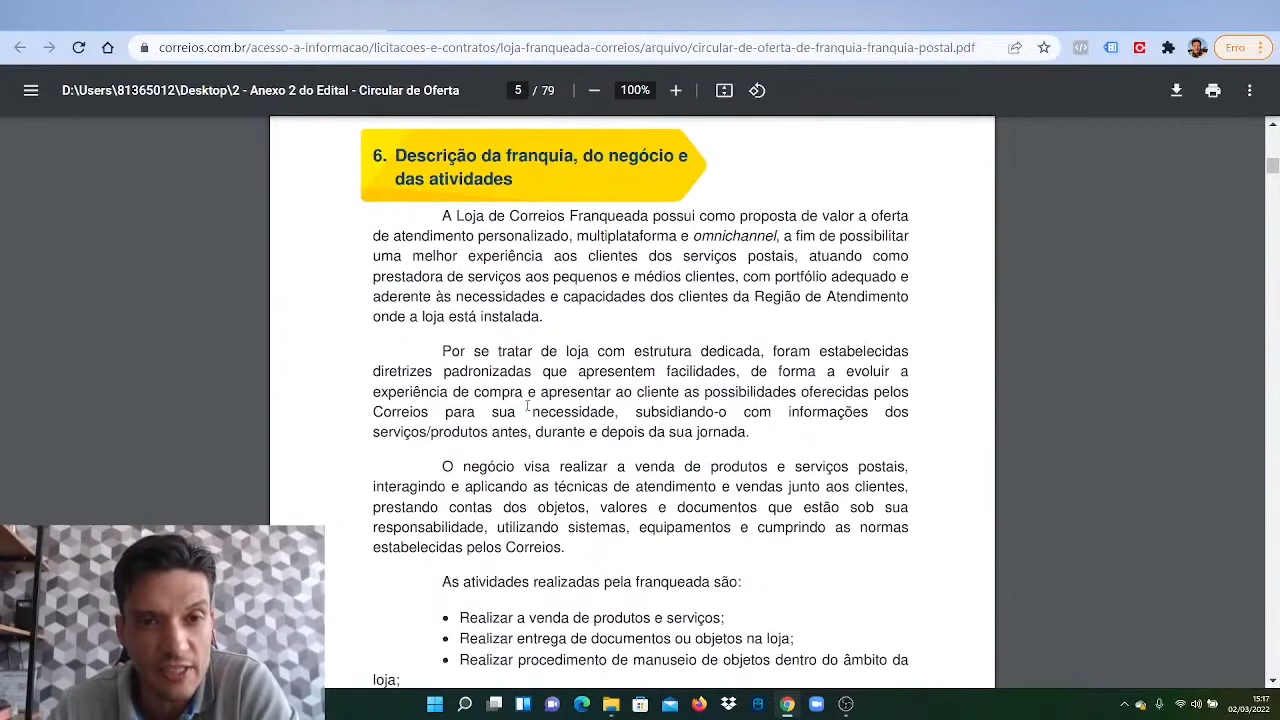 correios.com.br/acesso-a-informacao/licitacoes-e-contratos/loja-franqueada-correios/arquivo/circular-de-oferta-de-franquia-franquia-postal.pdf
Erro
D:\Users\81365012\Desktop\2 - Anexo 2 do Edital - Circular de Oferta
5 / 79
100%
6. Descrição da franquia, do negócio e
das atividades
A Loja de Correios Franqueada possui como proposta de valor a oferta
de atendimento personalizado, multiplataforma e omnichannel, a fim de possibilitar
uma melhor experiência aos clientes dos serviços postais, atuando como
prestadora de serviços aos pequenos e médios clientes, com portfólio adequado e
aderente às necessidades e capacidades dos clientes da Região de Atendimento
onde a loja está instalada.
Por se tratar de loja com estrutura dedicada, foram estabelecidas
diretrizes padronizadas que apresentem facilidades, de forma a evoluir a
experiência de compra e apresentar ao cliente as possibilidades oferecidas pelos
Correios para sua necessidade, subsidiando-o com informações dos
serviços/produtos antes, durante e depois da sua jornada.
O negócio visa realizar a venda de produtos e serviços postais,
interagindo e aplicando as técnicas de atendimento e vendas junto aos clientes,
prestando contas dos objetos, valores e documentos que estão sob sua
responsabilidade, utilizando sistemas, equipamentos e cumprindo as normas
estabelecidas pelos Correios.
As atividades realizadas pela franqueada são:
• Realizar a venda de produtos e serviços;
• Realizar entrega de documentos ou objetos na loja;
• Realizar procedimento de manuseio de objetos dentro do âmbito da
loja;
15:17
02/03/2022